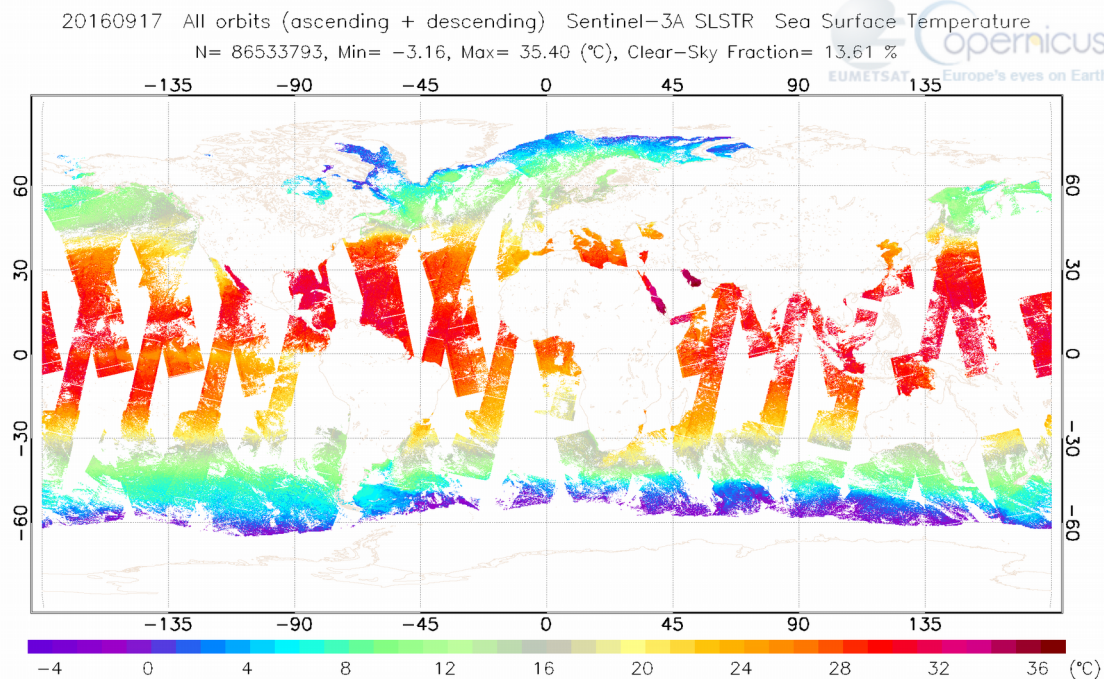 20160917 All orbits (ascending + descending) Sentinel-3A SLSTR Sea Surface Temperature
N= 86533793, Min= -3.16, Max= 35.40 (°C), Clear-Sky Fraction= 13.61 %
opernicus
EUMETSAT
Europe's eyes on Earth
-135 -90 -45 0 45 90 135
60 60
30 30
0 0
-30 -30
-60 -60
-135 -90 -45 0 45 90 135
-4 0 4 8 12 16 20 24 28 32 36 (°C)